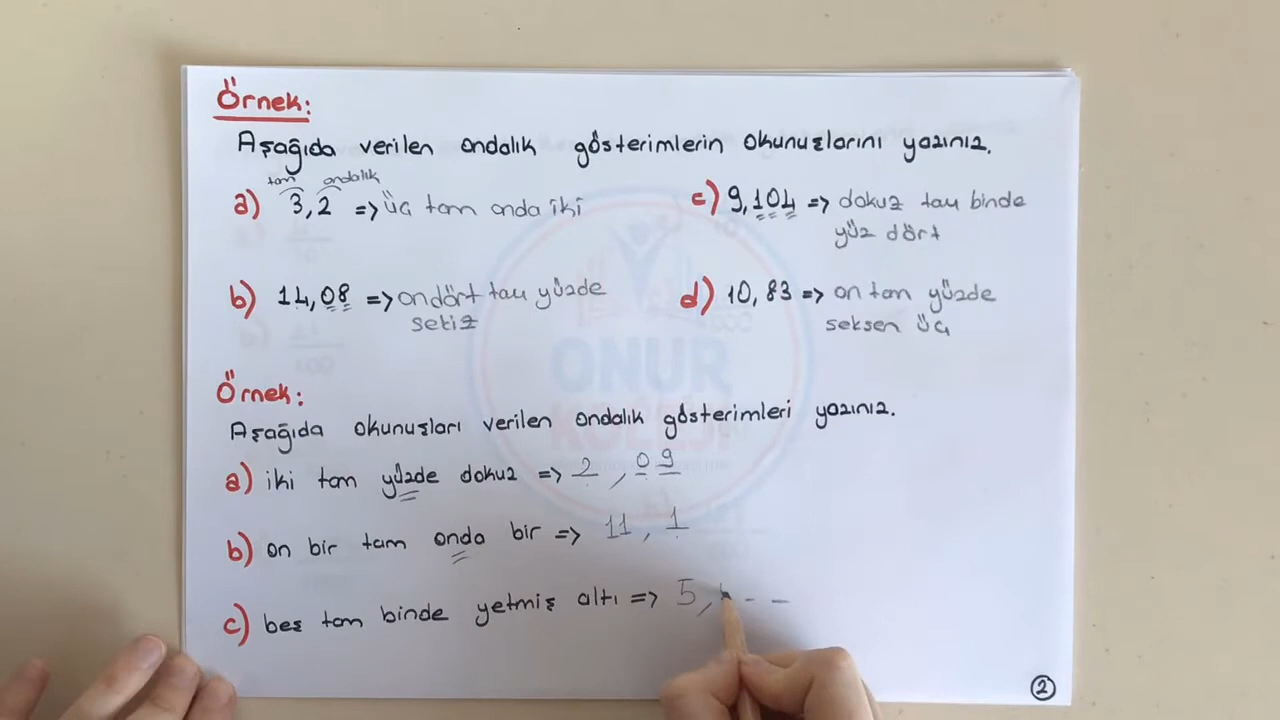 Örnek:
Aşağıda verilen ondalık gösterimlerin okunuşlarını yazınız.
tam ondalık
a) 3,2 => üç tam onda iki
c) 9,104 => dokuz tam binde
yüz dört
b) 14,08 => ondört tam yüzde
sekiz
d) 10,83 => on tam yüzde
seksen üç
ONUR
KOLEJİ
Örnek:
Aşağıda okunuşları verilen ondalık gösterimleri yazınız.
a) iki tam yüzde dokuz => 2,09
b) on bir tam onda bir => 11,1
c) beş tam binde yetmiş altı => 5,
2